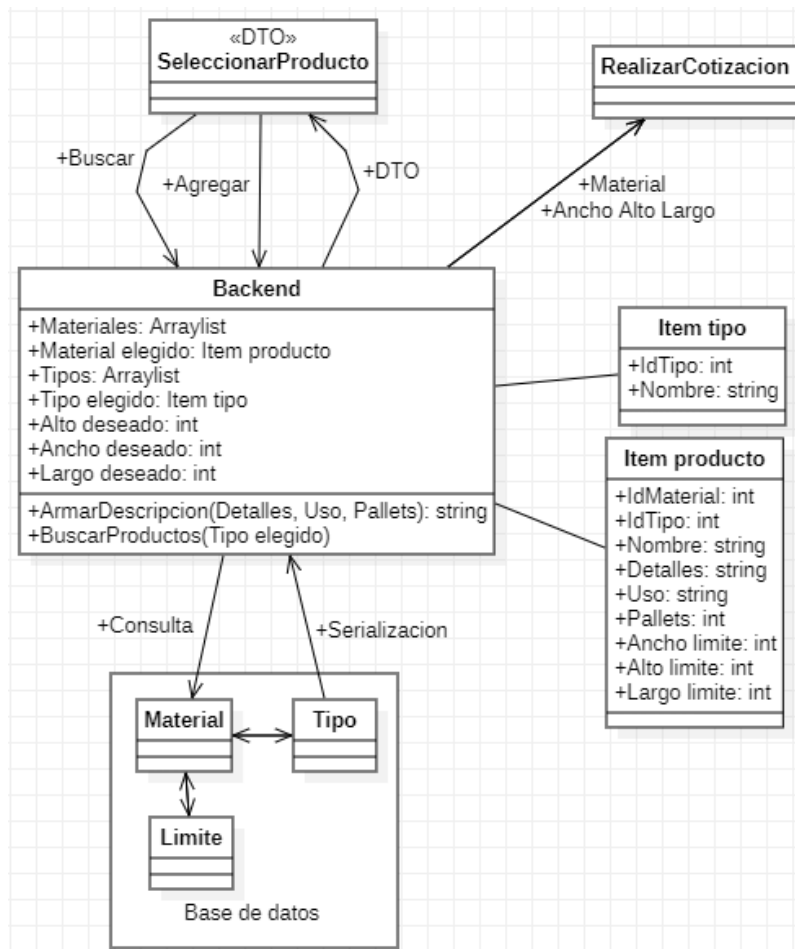 «DTO»
SeleccionarProducto
RealizarCotizacion
+Buscar
+Agregar
+DTO
+Material
+Ancho Alto Largo
Backend
+Materiales: Arraylist
+Material elegido: Item producto
+Tipos: Arraylist
+Tipo elegido: Item tipo
+Alto deseado: int
+Ancho deseado: int
+Largo deseado: int
+ArmarDescripcion(Detalles, Uso, Pallets): string
+BuscarProductos(Tipo elegido)
Item tipo
+IdTipo: int
+Nombre: string
Item producto
+IdMaterial: int
+IdTipo: int
+Nombre: string
+Detalles: string
+Uso: string
+Pallets: int
+Ancho limite: int
+Alto limite: int
+Largo limite: int
+Consulta
+Serializacion
Material
Tipo
Limite
Base de datos